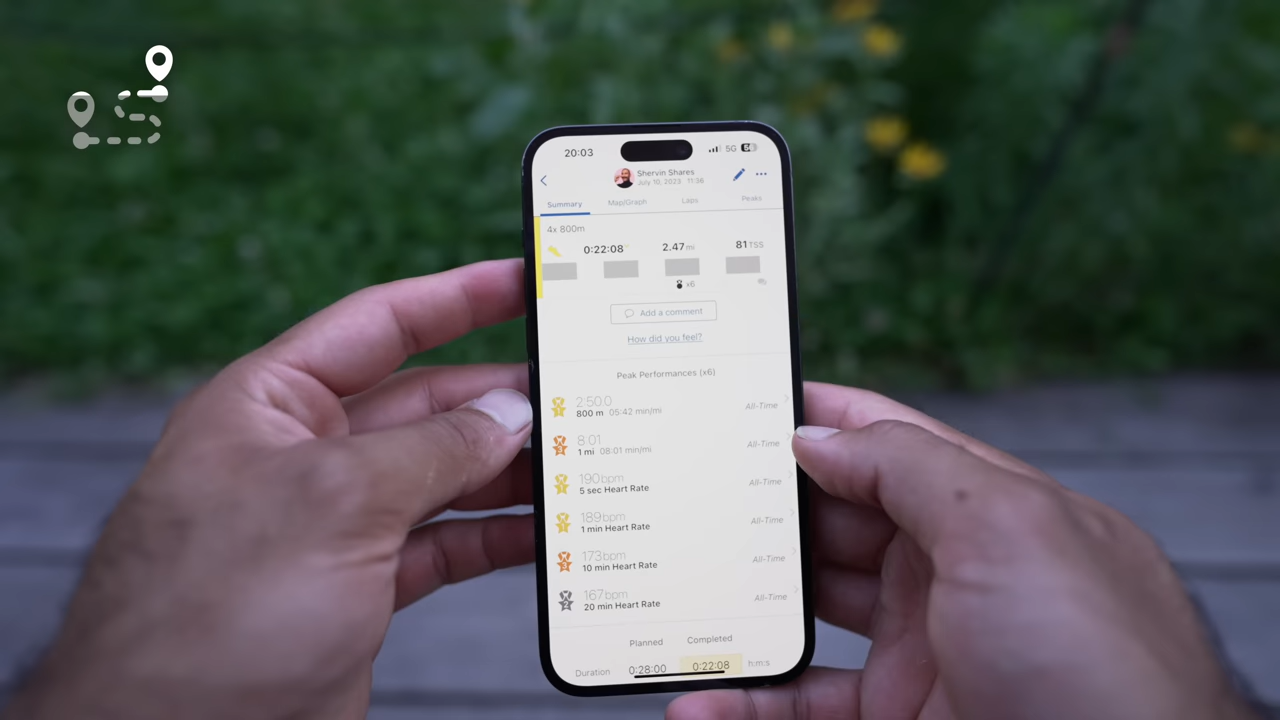 20:03
5G
Shervin Shares
July 10, 2023 11:36
Summary Map/Graph Laps Peaks
4x 800m
0:22:08 2.47 mi 81 TSS
x6
Add a comment
How did you feel?
Peak Performances (x6)
2:50.0
800 m 05:42 min/mi All-Time
8:01
1 mi 08:01 min/mi All-Time
190bpm
5 sec Heart Rate All-Time
189bpm
1 min Heart Rate All-Time
173bpm
10 min Heart Rate All-Time
167bpm
20 min Heart Rate All-Time
Planned Completed
Duration 0:28:00 0:22:08 h:m:s